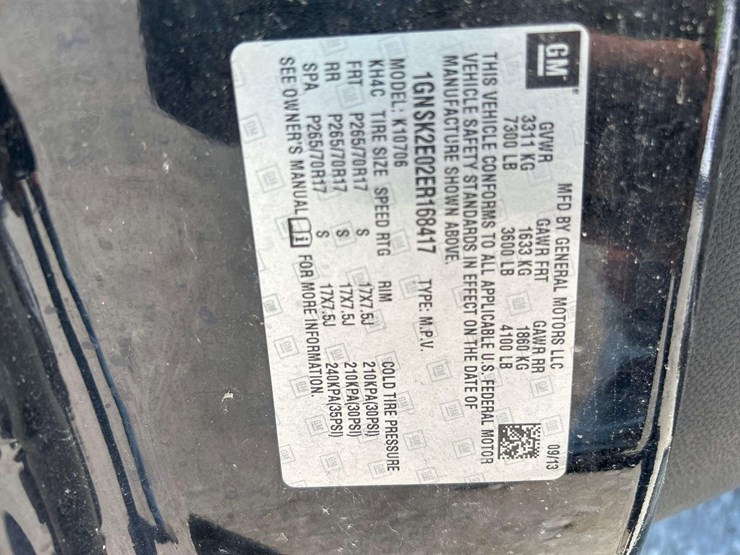 GM
MFD BY GENERAL MOTORS LLC 09/13
GVWR GAWR FRT GAWR RR
3311 KG 1633 KG 1860 KG
7300 LB 3600 LB 4100 LB
THIS VEHICLE CONFORMS TO ALL APPLICABLE U.S. FEDERAL MOTOR
VEHICLE SAFETY STANDARDS IN EFFECT ON THE DATE OF
MANUFACTURE SHOWN ABOVE.
1GNSK2E02ER168417 TYPE: M.P.V.
MODEL: K10706
KH4C TIRE SIZE SPEED RTG RIM COLD TIRE PRESSURE
FRT P265/70R17 S 17X7.5J 210KPA(30PSI)
RR P265/70R17 S 17X7.5J 210KPA(30PSI)
SPA P265/70R17 S 17X7.5J 240KPA(35PSI)
SEE OWNER'S MANUAL i FOR MORE INFORMATION.